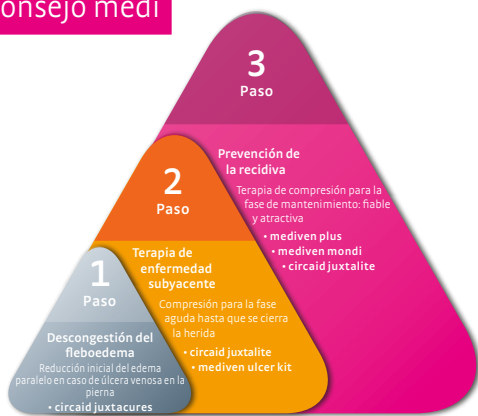 onsejo medi
3
Paso
Prevención de
la recidiva
Terapia de compresión para la
fase de mantenimiento: fiable
y atractiva
• mediven plus
• mediven mondi
• circaid juxtalite
2
Paso
Terapia de
enfermedad
subyacente
Compresión para la fase
aguda hasta que se cierra
la herida
• circaid juxtalite
• mediven ulcer kit
1
Paso
Descongestión del
fleboedema
Reducción inicial del edema
paralelo en caso de úlcera venosa en la
pierna
• circaid juxtacures